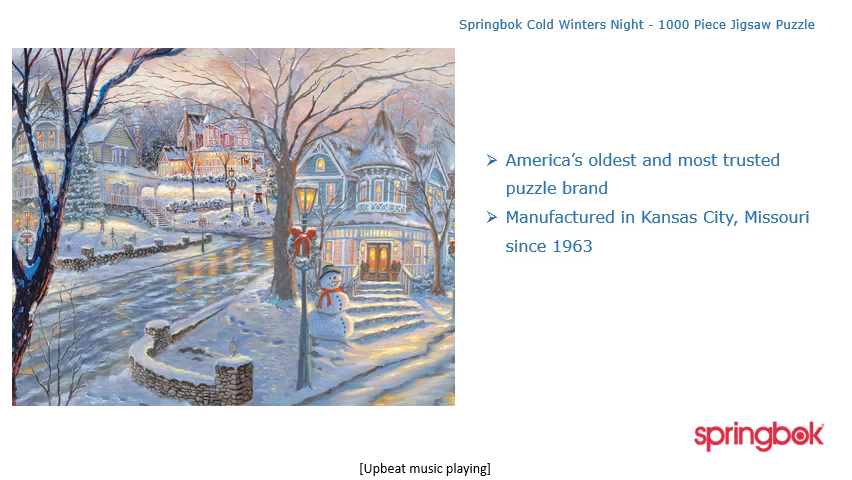 Springbok Cold Winters Night - 1000 Piece Jigsaw Puzzle
America’s oldest and most trusted
puzzle brand
Manufactured in Kansas City, Missouri
since 1963
springbok
[Upbeat music playing]